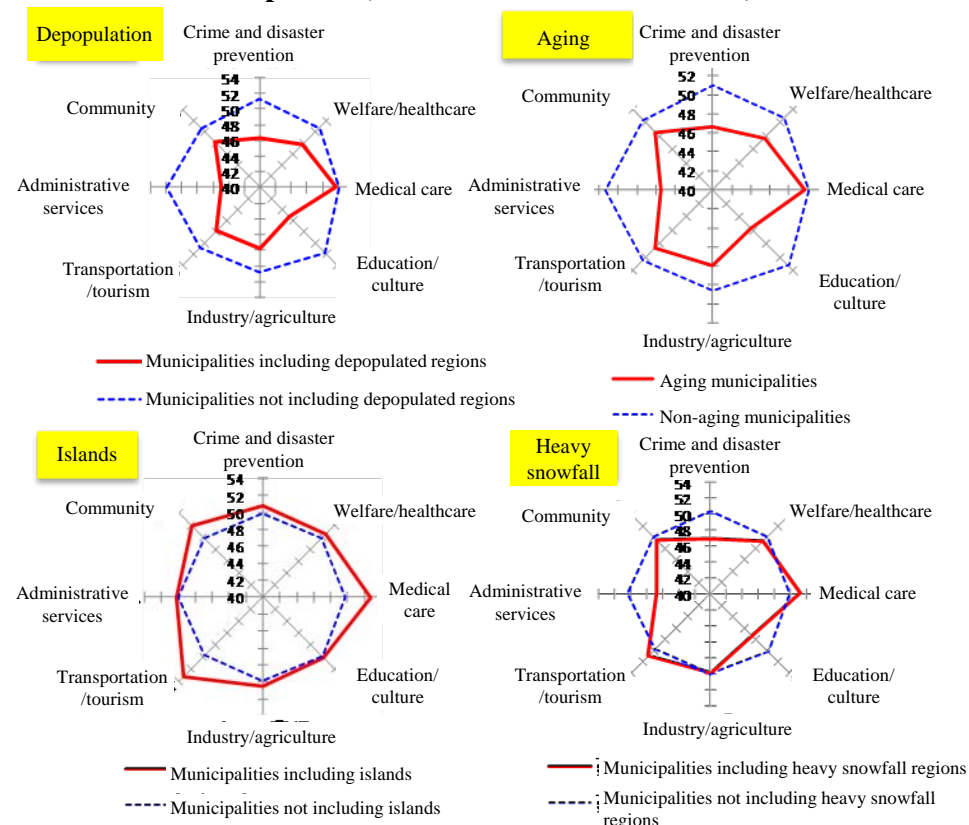 Depopulation
Crime and disaster
prevention
54
52
50
48
46
44
42
40
Community
Welfare/healthcare
Administrative
services
Medical care
Transportation
/tourism
Education/
culture
Industry/agriculture
Municipalities including depopulated regions
Municipalities not including depopulated regions
Aging
Crime and disaster
prevention
52
50
48
46
44
42
40
Community
Welfare/healthcare
Administrative
services
Medical care
Transportation
/tourism
Education/
culture
Industry/agriculture
Aging municipalities
Non-aging municipalities
Islands
Crime and disaster
prevention
54
52
50
48
46
44
42
40
Community
Welfare/healthcare
Administrative
services
Medical
care
Transportation
/tourism
Education/
culture
Industry/agriculture
Municipalities including islands
Municipalities not including islands
Heavy
snowfall
Crime and disaster
prevention
54
52
50
48
46
44
42
40
Community
Welfare/healthcare
Administrative
services
Medical care
Transportation
/tourism
Education/
culture
Industry/agriculture
Municipalities including heavy snowfall regions
Municipalities not including heavy snowfall
regions